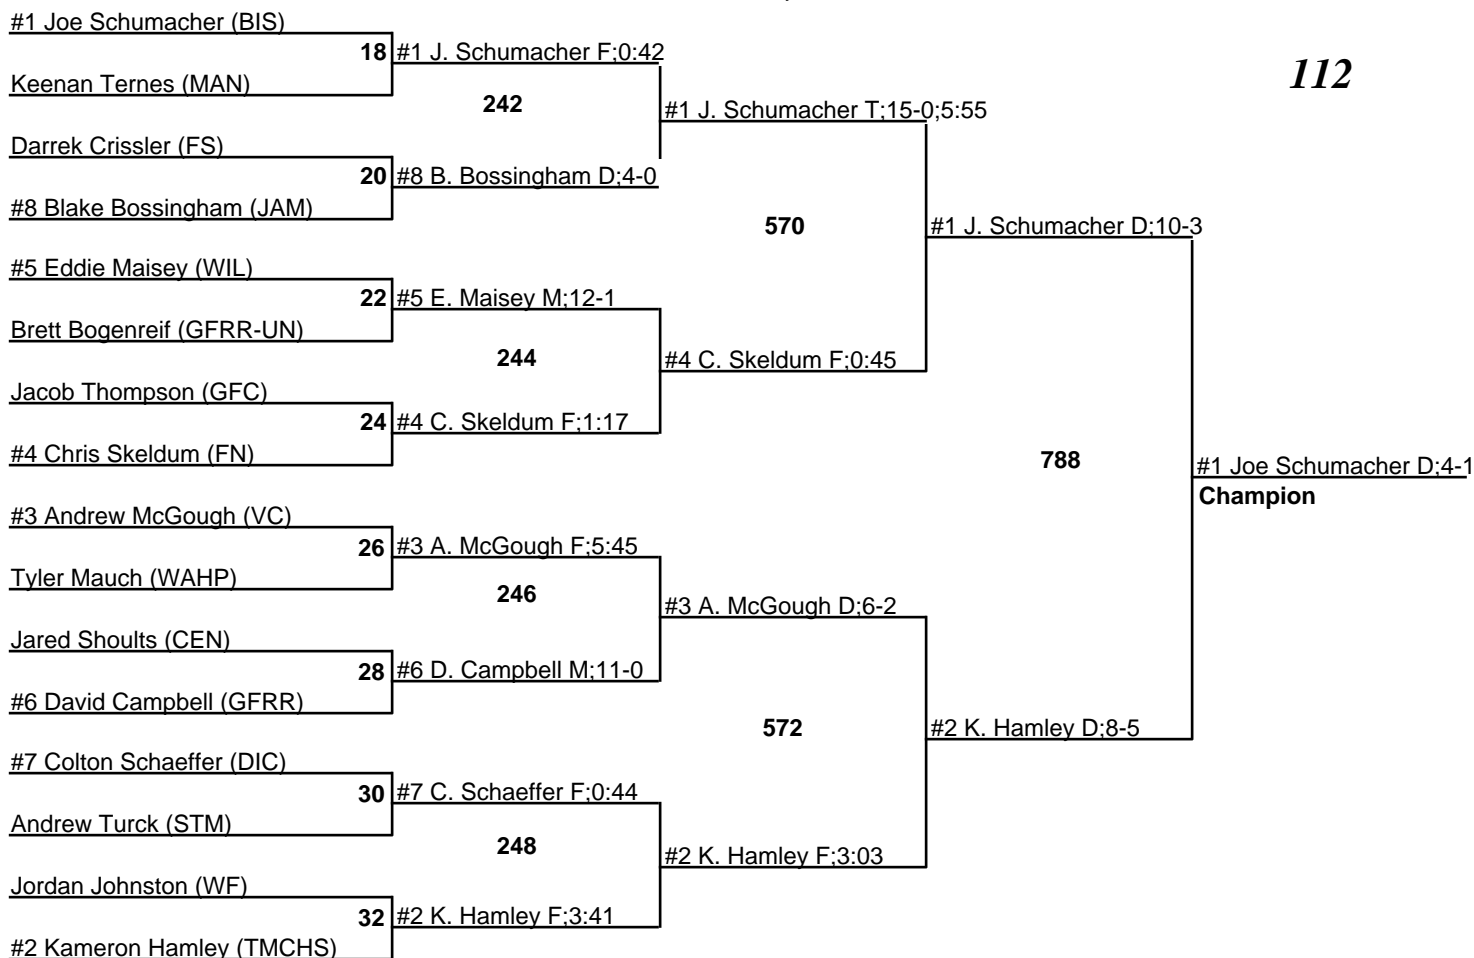 #1 Joe Schumacher (BIS)
18 #1 J. Schumacher F;0:42
112
Keenan Ternes (MAN)
242
#1 J. Schumacher T;15-0;5:55
Darrek Crissler (FS)
20 #8 B. Bossingham D;4-0
#8 Blake Bossingham (JAM)
570
#1 J. Schumacher D;10-3
#5 Eddie Maisey (WIL)
22 #5 E. Maisey M;12-1
Brett Bogenreif (GFRR-UN)
244
#4 C. Skeldum F;0:45
Jacob Thompson (GFC)
24 #4 C. Skeldum F;1:17
#4 Chris Skeldum (FN)
788
#1 Joe Schumacher D;4-1
Champion
#3 Andrew McGough (VC)
26 #3 A. McGough F;5:45
Tyler Mauch (WAHP)
246
#3 A. McGough D;6-2
Jared Shoults (CEN)
28 #6 D. Campbell M;11-0
#6 David Campbell (GFRR)
572
#2 K. Hamley D;8-5
#7 Colton Schaeffer (DIC)
30 #7 C. Schaeffer F;0:44
Andrew Turck (STM)
248
#2 K. Hamley F;3:03
Jordan Johnston (WF)
32 #2 K. Hamley F;3:41
#2 Kameron Hamley (TMCHS)